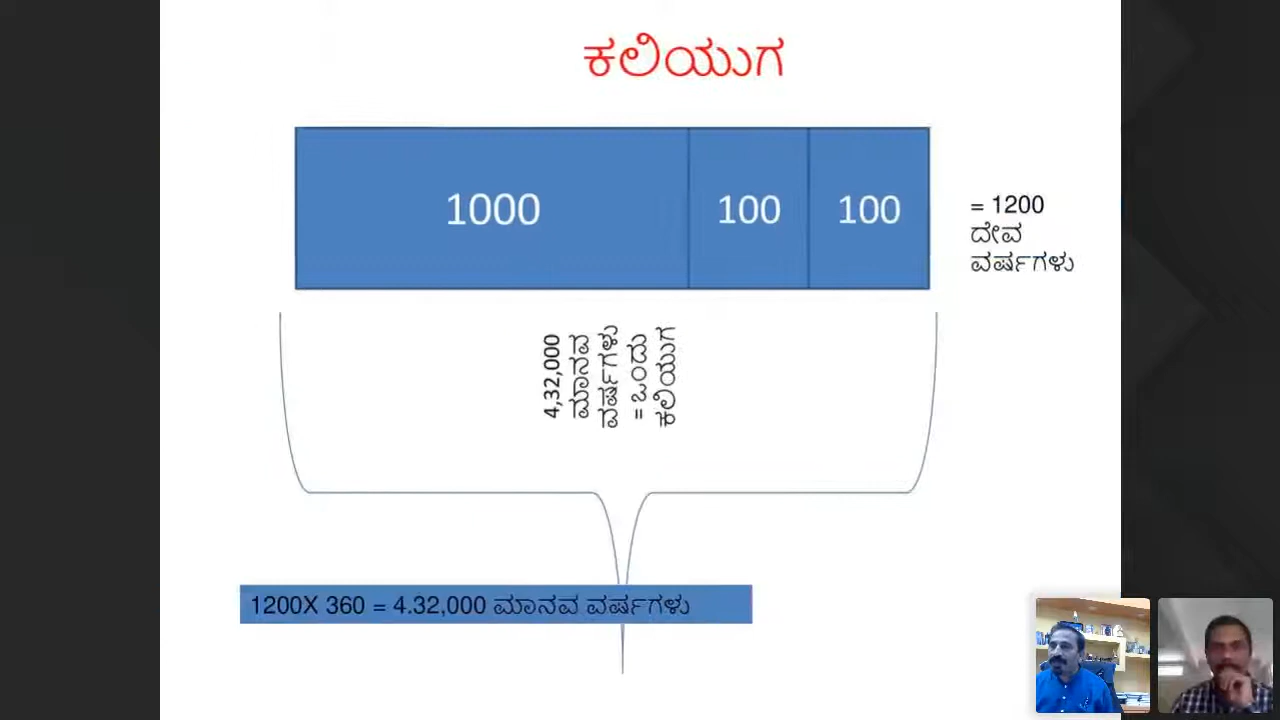 ಕಲಿಯುಗ
1000
100
100
= 1200
ದೇವ
ವರ್ಷಗಳು
4,32,000
ಮಾನವ
ವರ್ಷಗಳು
= ಒಂದು
ಕಲಿಯುಗ
1200X 360 = 4.32,000 ಮಾನವ ವರ್ಷಗಳು